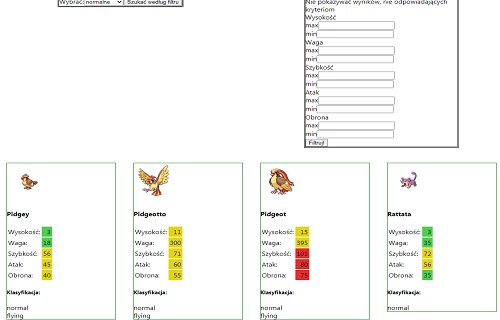 Wybrać: normalne Szukać według filtru
Nie pokazywać wyników, nie odpowiadających
kryteriom
Wysokość
max
min
Waga
max
min
Szybkość
max
min
Atak
max
min
Obrona
max
min
Filtruj!
Pidgey
Wysokość: 3
Waga: 18
Szybkość: 56
Atak: 45
Obrona: 40
Klasyfikacja:
normal
flying
Pidgeotto
Wysokość: 11
Waga: 300
Szybkość: 71
Atak: 60
Obrona: 55
Klasyfikacja:
normal
flying
Pidgeot
Wysokość: 15
Waga: 395
Szybkość: 101
Atak: 80
Obrona: 75
Klasyfikacja:
normal
flying
Rattata
Wysokość: 3
Waga: 35
Szybkość: 72
Atak: 56
Obrona: 35
Klasyfikacja:
normal